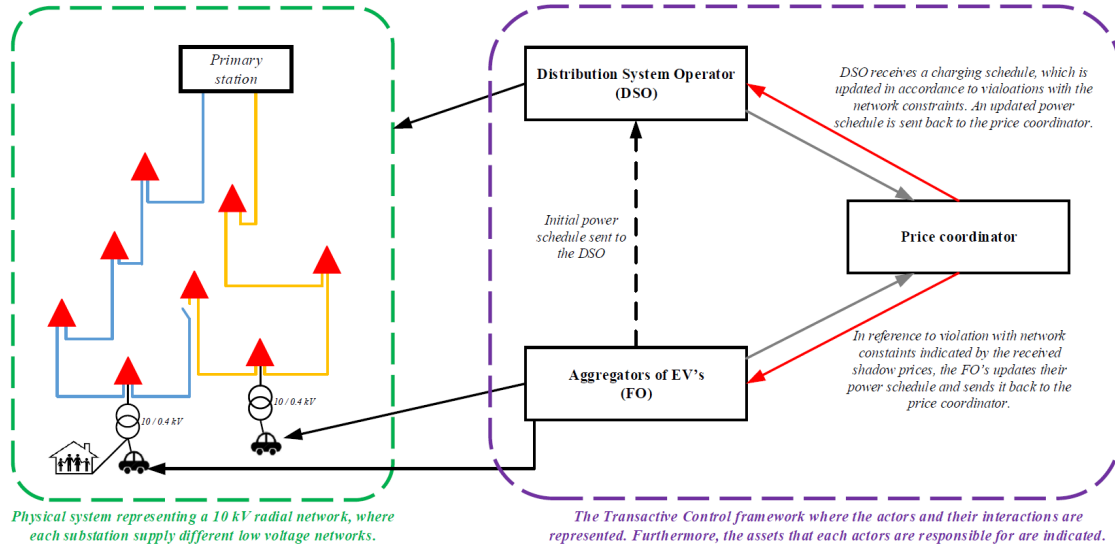 Primary
station
10 / 0.4 kV
10 / 0.4 kV
Physical system representing a 10 kV radial network, where
each substation supply different low voltage networks.
Distribution System Operator
(DSO)
DSO receives a charging schedule, which is
updated in accordance to vialoations with the
network constraints. An updated power
schedule is sent back to the price coordinator.
Initial power
schedule sent to
the DSO
Price coordinator
Aggregators of EV's
(FO)
In reference to violation with network
constaints indicated by the received
shadow prices, the FO's updates their
power schedule and sends it back to the
price coordinator.
The Transactive Control framework where the actors and their interactions are
represented. Furthermore, the assets that each actors are responsible for are indicated.